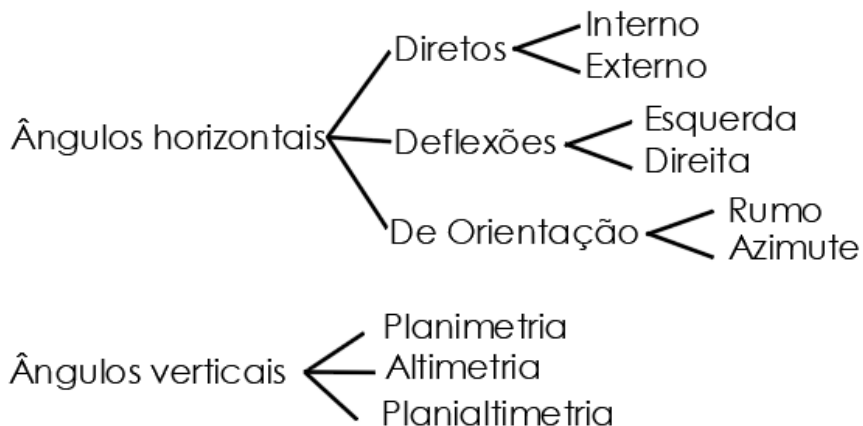 Ângulos horizontais
Diretos
Interno
Externo
Deflexões
Esquerda
Direita
De Orientação
Rumo
Azimute
Ângulos verticais
Planimetria
Altimetria
Planialtimetria